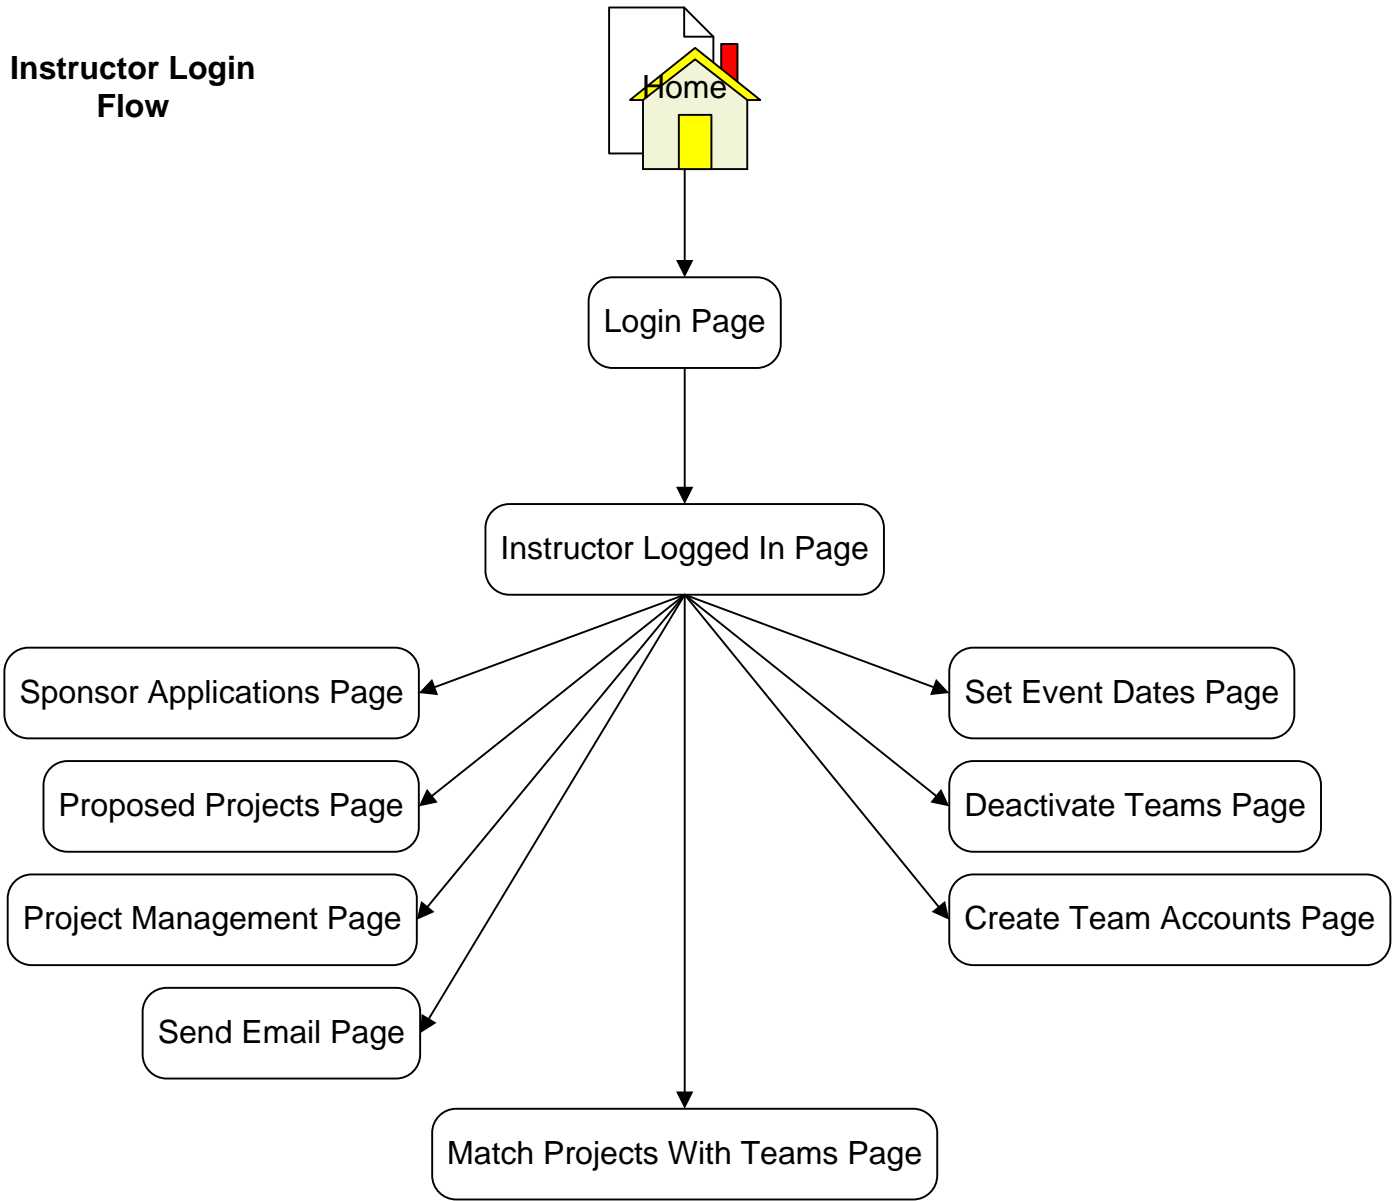 Instructor Login
Flow
Home
Login Page
Instructor Logged In Page
Sponsor Applications Page
Set Event Dates Page
Proposed Projects Page
Deactivate Teams Page
Project Management Page
Create Team Accounts Page
Send Email Page
Match Projects With Teams Page